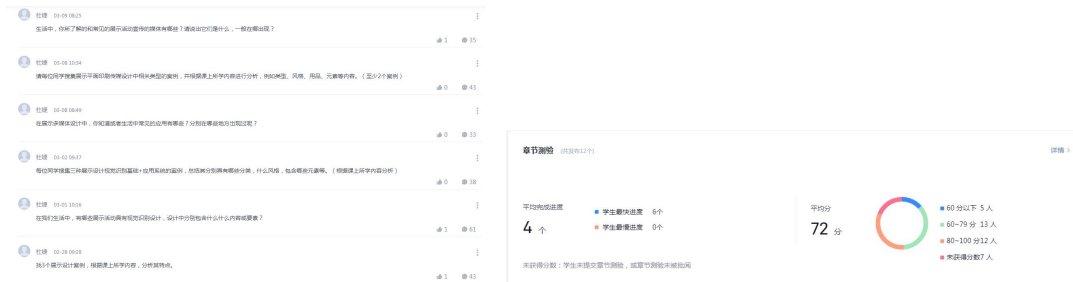 杜婕 03-09 08:25
生活中，你所了解的和常见的展示活动宣传的媒体有哪些？请说出它们是什么，一般在哪出现？
1 35
杜婕 03-08 10:34
请每位同学搜集展示平面印刷传媒设计中相关类型的案例，并根据课上所学内容进行分析，例如类型、风格、用品、元素等内容。（至少2个案例）
0 43
杜婕 03-08 08:49
在展示多媒体设计中，你知道或者生活中常见的应用有哪些？分别在哪些地方出现过呢？
0 33
杜婕 03-02 09:37
每位同学搜集三种展示设计视觉识别基础+应用系统的案例，总结其分别具有哪些分类，什么风格，包含哪些元素等。（根据课上所学内容分析）
0 38
杜婕 03-01 10:26
在我们生活中，有哪些展示活动具有视觉识别设计，设计中分别包含什么什么内容或要素？
1 61
杜婕 02-28 09:28
找3个展示设计案例，根据课上所学内容，分析其特点。
1 43
章节测验 （共发布12个） 详情 >
平均完成进度
4 个
学生最快进度 6个
学生最慢进度 0个
平均分
72 分
60 分以下 5 人
60~79 分 13 人
80~100 分12 人
未获得分数7 人
未获得分数：学生未提交章节测验，或章节测验未被批阅